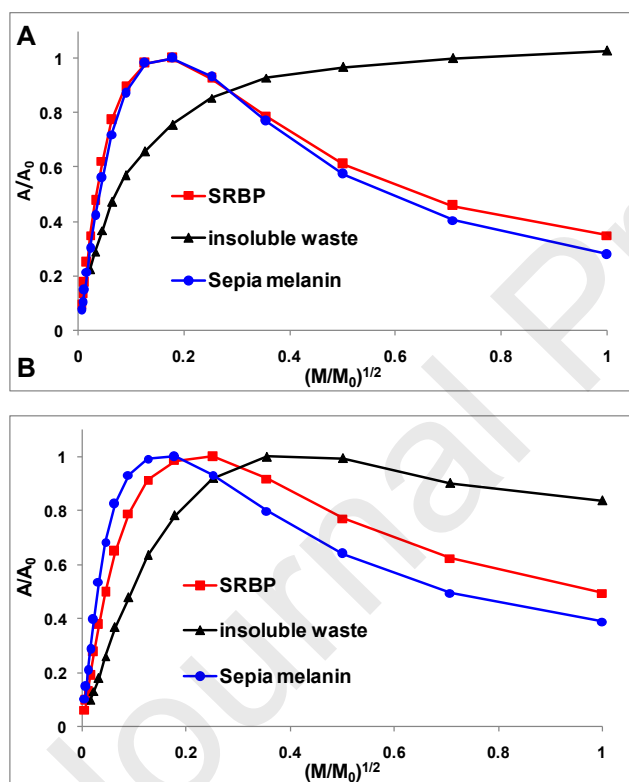 A
1
0.8
0.6
0.4
0.2
0
A/A₀
SRBP
insoluble waste
Sepia melanin
0 0.2 0.4 0.6 0.8 1
(M/M₀)¹/²
B
1
0.8
0.6
0.4
0.2
0
A/A₀
SRBP
insoluble waste
Sepia melanin
0 0.2 0.4 0.6 0.8 1
(M/M₀)¹/²
Journal Pr